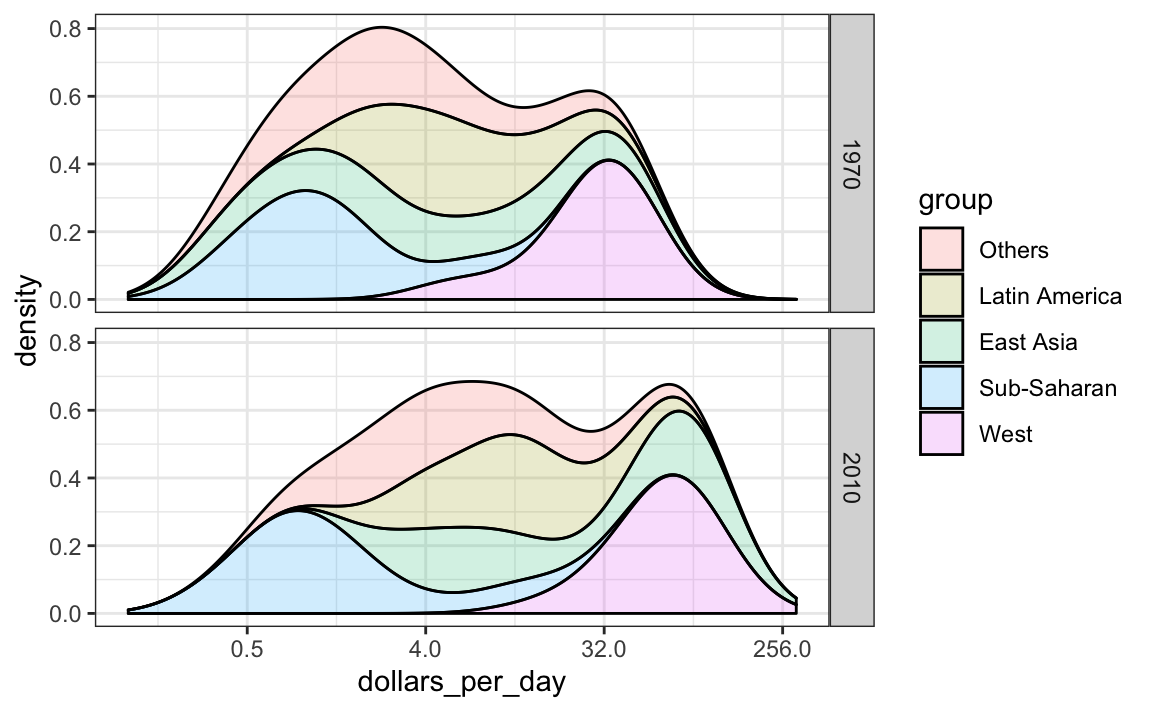 0.8
0.6
0.4
0.2
0.0
1970
0.8
0.6
0.4
0.2
0.0
2010
density
0.5 4.0 32.0 256.0
dollars_per_day
group
Others
Latin America
East Asia
Sub-Saharan
West